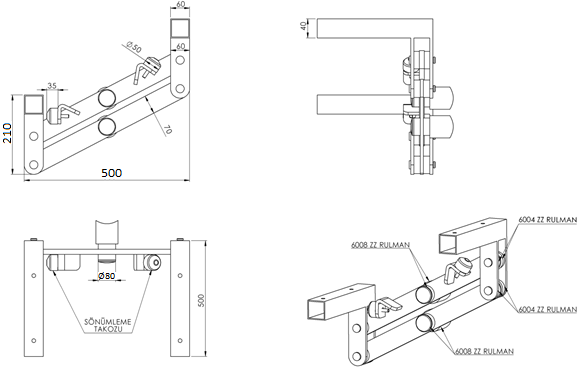 60
Ø50
60
35
210
70
500
40
Ø80
500
SÖNÜMLEME
TAKOZU
6004 ZZ RULMAN
6008 ZZ RULMAN
6004 ZZ RULMAN
6008 ZZ RULMAN